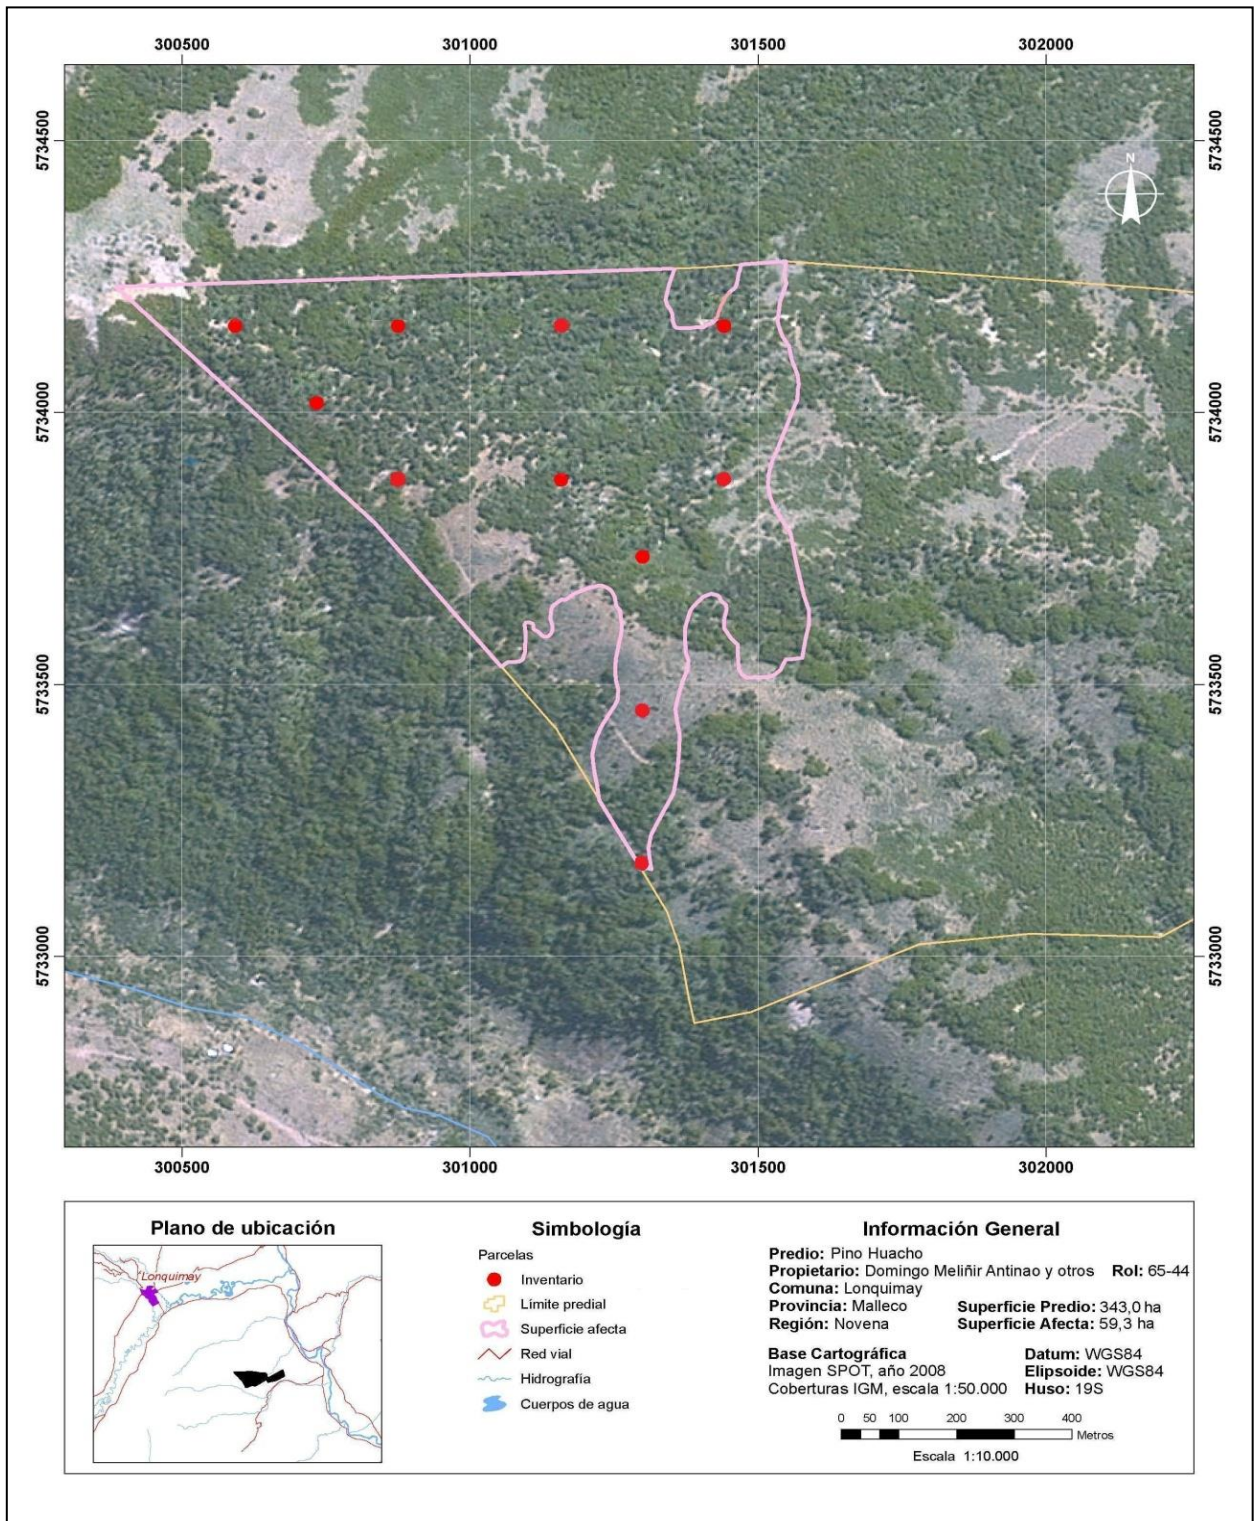 300500 301000 301500 302000
5734500 5734500
N
5734000 5734000
5733500 5733500
5733000 5733000
300500 301000 301500 302000
Plano de ubicación
Lonquimay
Simbología
Parcelas
Inventario
Límite predial
Superficie afecta
Red vial
Hidrografía
Cuerpos de agua
Información General
Predio: Pino Huacho
Propietario: Domingo Meliñir Antinao y otros Rol: 65-44
Comuna: Lonquimay
Provincia: Malleco Superficie Predio: 343,0 ha
Región: Novena Superficie Afecta: 59,3 ha
Base Cartográfica Datum: WGS84
Imagen SPOT, año 2008 Elipsoide: WGS84
Coberturas IGM, escala 1:50.000 Huso: 19S
0 50 100 200 300 400
Metros
Escala 1:10.000